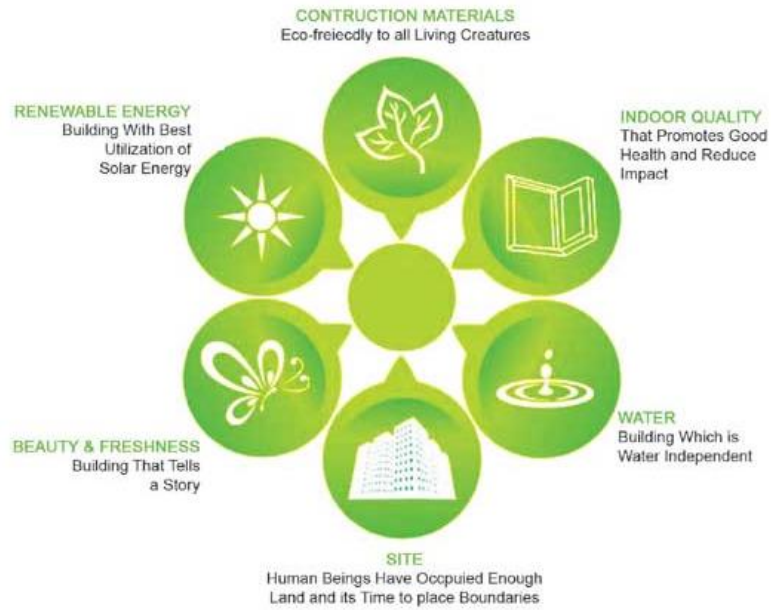 CONTRUCTION MATERIALS
Eco-freiecdly to all Living Creatures
RENEWABLE ENERGY
Building With Best
Utilization of
Solar Energy
INDOOR QUALITY
That Promotes Good
Health and Reduce
Impact
BEAUTY & FRESHNESS
Building That Tells
a Story
WATER
Building Which is
Water Independent
SITE
Human Beings Have Occpuied Enough
Land and its Time to place Boundaries